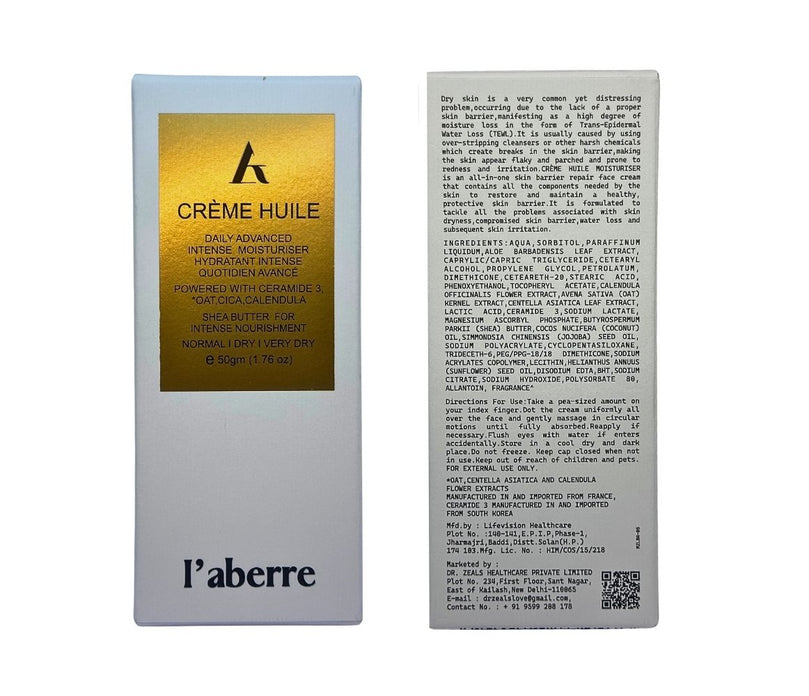 CRÈME HUILE
DAILY ADVANCED
INTENSE MOISTURISER
HYDRATANT INTENSE
QUOTIDIEN AVANCÉ
POWERED WITH CERAMIDE 3,
*OAT,CICA,CALENDULA
SHEA BUTTER FOR
INTENSE NOURISHMENT
NORMAL I DRY I VERY DRY
e 50gm (1.76 oz)
l'aberre
Dry skin is a very common yet distressing
problem,occurring due to the lack of a proper
skin barrier,manifesting as a high degree of
moisture loss in the form of Trans-Epidermal
Water Loss (TEWL).It is usually caused by using
over-stripping cleansers or other harsh chemicals
which create breaks in the skin barrier,making
the skin appear flaky and parched and prone to
redness and irritation.CRÈME HUILE MOISTURISER
is an all-in-one skin barrier repair face cream
that contains all the components needed by the
skin to restore and maintain a healthy,
protective skin barrier.It is formulated to
tackle all the problems associated with skin
dryness,compromised skin barrier,water loss and
subsequent skin irritation.
INGREDIENTS:AQUA,SORBITOL,PARAFFINUM
LIQUIDUM,ALOE BARBADENSIS LEAF EXTRACT,
CAPRYLIC/CAPRIC TRIGLYCERIDE,CETEARYL
ALCOHOL,PROPYLENE GLYCOL,PETROLATUM,
DIMETHICONE,CETEARETH-20,STEARIC ACID,
PHENOXYETHANOL,TOCOPHERYL ACETATE,CALENDULA
OFFICINALIS FLOWER EXTRACT,AVENA SATIVA (OAT)
KERNEL EXTRACT,CENTELLA ASIATICA LEAF EXTRACT,
LACTIC ACID,CERAMIDE 3,SODIUM LACTATE,
MAGNESIUM ASCORBYL PHOSPHATE,BUTYROSPERMUM
PARKII (SHEA) BUTTER,COCOS NUCIFERA (COCONUT)
OIL,SIMMONDSIA CHINENSIS (JOJOBA) SEED OIL,
SODIUM POLYACRYLATE,CYCLOPENTASILOXANE,
TRIDECETH-6,PEG/PPG-18/18 DIMETHICONE,SODIUM
ACRYLATES COPOLYMER,LECITHIN,HELIANTHUS ANNUUS
(SUNFLOWER) SEED OIL,DISODIUM EDTA,BHT,SODIUM
CITRATE,SODIUM HYDROXIDE,POLYSORBATE 80,
ALLANTOIN, FRAGRANCE^
Directions For Use:Take a pea-sized amount on
your index finger.Dot the cream uniformly all
over the face and gently massage in circular
motions until fully absorbed.Reapply if
necessary.Flush eyes with water if enters
accidentally.Store in a cool dry and dark
place.Do not freeze. Keep cap closed when not
in use.Keep out of reach of children and pets.
FOR EXTERNAL USE ONLY.
*OAT,CENTELLA ASIATICA AND CALENDULA
FLOWER EXTRACTS
MANUFACTURED IN AND IMPORTED FROM FRANCE,
CERAMIDE 3 MANUFACTURED IN AND IMPORTED
FROM SOUTH KOREA
Mfd.by : Lifevision Healthcare
Plot No. :140-141,E.P.I.P,Phase-1,
Jharmajri,Baddi,Distt.Solan(H.P.)
174 103.Mfg. Lic. No. : HIM/COS/15/218
Marketed by :
DR. ZEALS HEALTHCARE PRIVATE LIMITED
Plot No. 234,First Floor,Sant Nagar,
East of Kailash,New Delhi-110065
E-mail : drzealslove@gmail.com,
Contact No. : + 91 9599 288 178